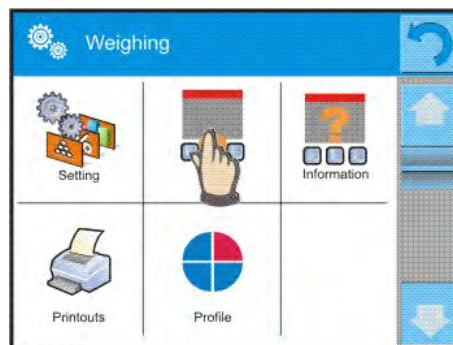 Weighing
Setting
Information
Printouts
Profile